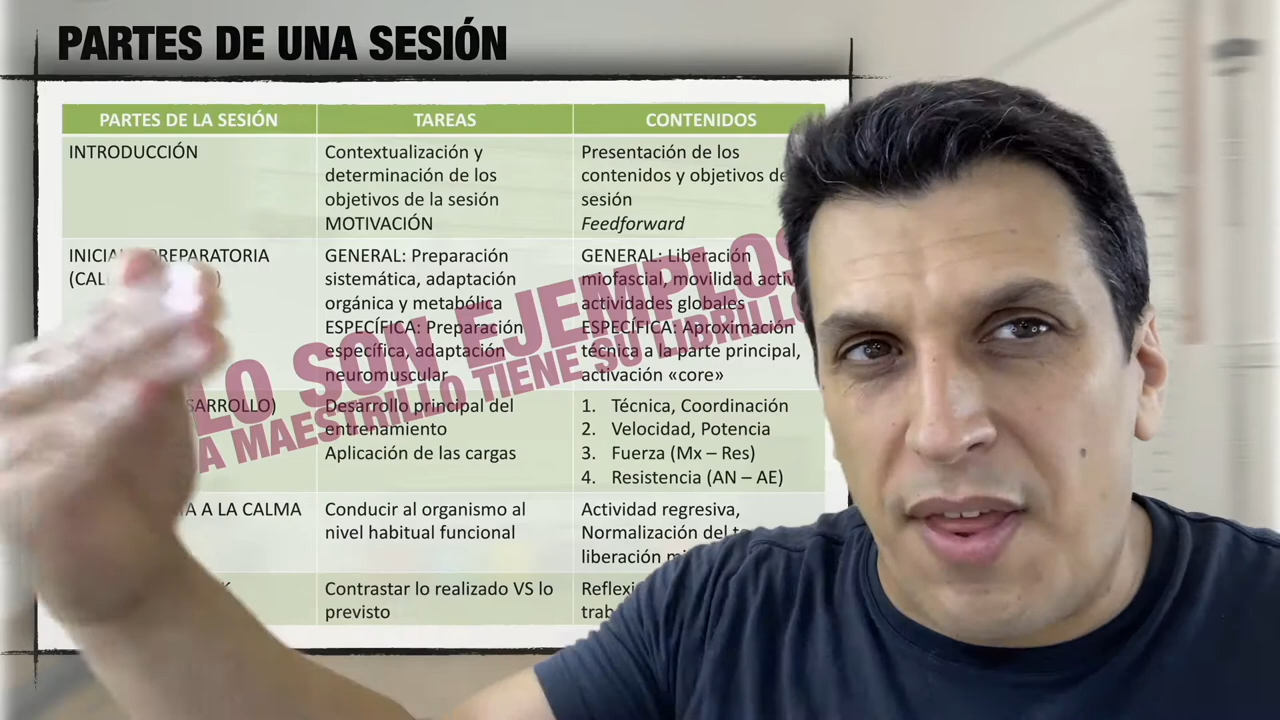 PARTES DE UNA SESIÓN
PARTES DE LA SESIÓN TAREAS CONTENIDOS
INTRODUCCIÓN
Contextualización y
determinación de los
objetivos de la sesión
MOTIVACIÓN
Presentación de los
contenidos y objetivos de
sesión
Feedforward
GENERAL: Preparación
sistemática, adaptación
orgánica y metabólica
ESPECÍFICA: Preparación
específica, adaptación
neuromuscular
GENERAL: Liberación
miofascial, movilidad
actividades globales
ESPECÍFICA: Aproximación
técnica a la parte principal,
activación «core»
Desarrollo principal del
entrenamiento
Aplicación de las cargas
1. Técnica, Coordinación
2. Velocidad, Potencia
3. Fuerza (Mx – Res)
4. Resistencia (AN – AE)
A LA CALMA
Conducir al organismo al
nivel habitual funcional
Actividad regresiva,
Normalización del
liberación
Contrastar lo realizado VS lo
previsto
LO SON EJEMPLOS
A MAESTRILLO TIENE SU LIBRILLO